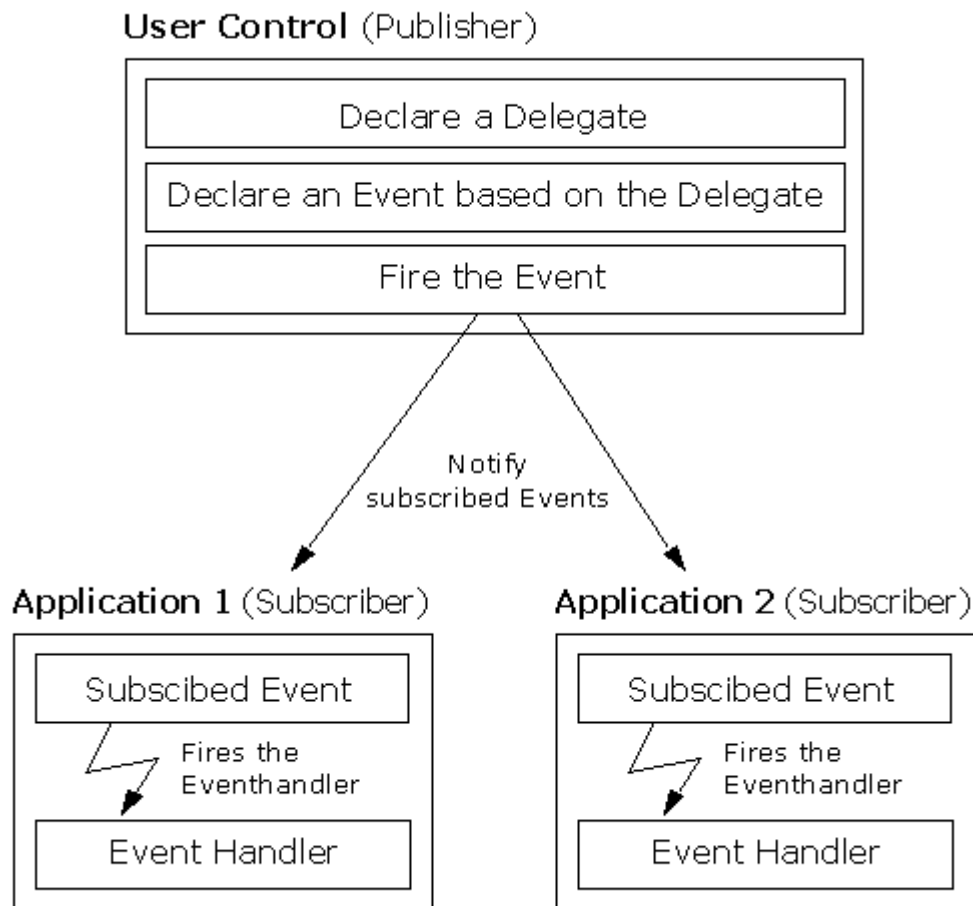 User Control (Publisher)
Declare a Delegate
Declare an Event based on the Delegate
Fire the Event
Notify
subscribed Events
Application 1 (Subscriber)
Subscibed Event
Fires the
Eventhandler
Event Handler
Application 2 (Subscriber)
Subscibed Event
Fires the
Eventhandler
Event Handler